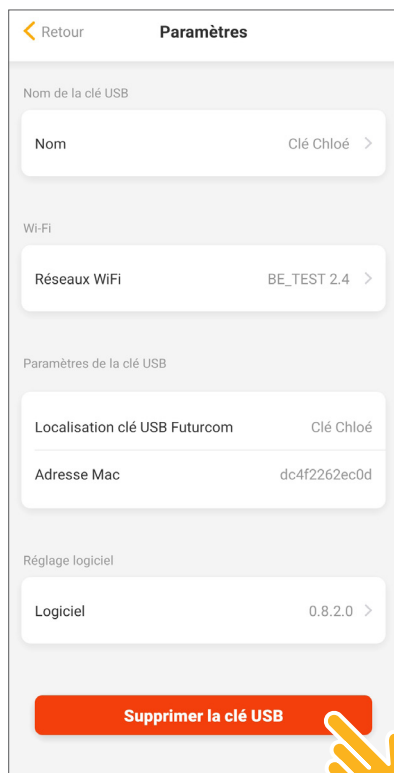 Retour Paramètres
Nom de la clé USB
Nom Clé Chloé
Wi-Fi
Réseaux WiFi BE_TEST 2.4
Paramètres de la clé USB
Localisation clé USB Futurcom Clé Chloé
Adresse Mac dc4f2262ec0d
Réglage logiciel
Logiciel 0.8.2.0
Supprimer la clé USB